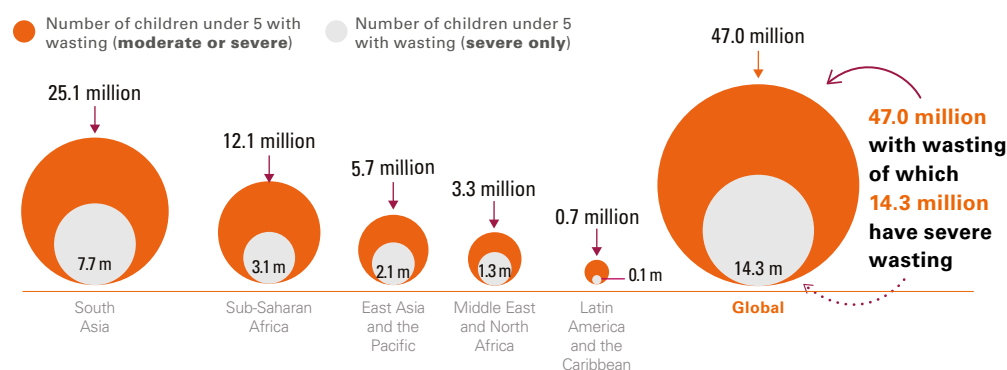 Number of children under 5 with
wasting (moderate or severe)
Number of children under 5
with wasting (severe only)
25.1 million
12.1 million
5.7 million
3.3 million
0.7 million
47.0 million
7.7 m
3.1 m
2.1 m
1.3 m
0.1 m
14.3 m
47.0 million
with wasting
of which
14.3 million
have severe
wasting
South
Asia
Sub-Saharan
Africa
East Asia
and the
Pacific
Middle East
and North
Africa
Latin
America
and the
Caribbean
Global